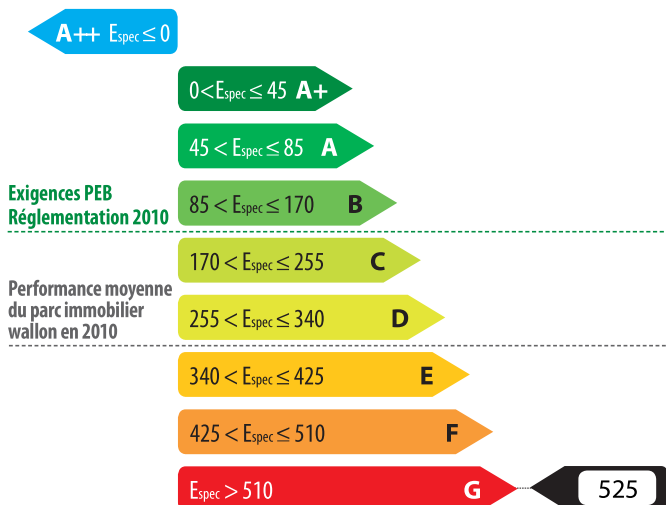 A++ Espec ≤ 0
0 < Espec ≤ 45 A+
45 < Espec ≤ 85 A
Exigences PEB
Réglementation 2010
85 < Espec ≤ 170 B
170 < Espec ≤ 255 C
Performance moyenne
du parc immobilier
wallon en 2010
255 < Espec ≤ 340 D
340 < Espec ≤ 425 E
425 < Espec ≤ 510 F
Espec > 510 G
525